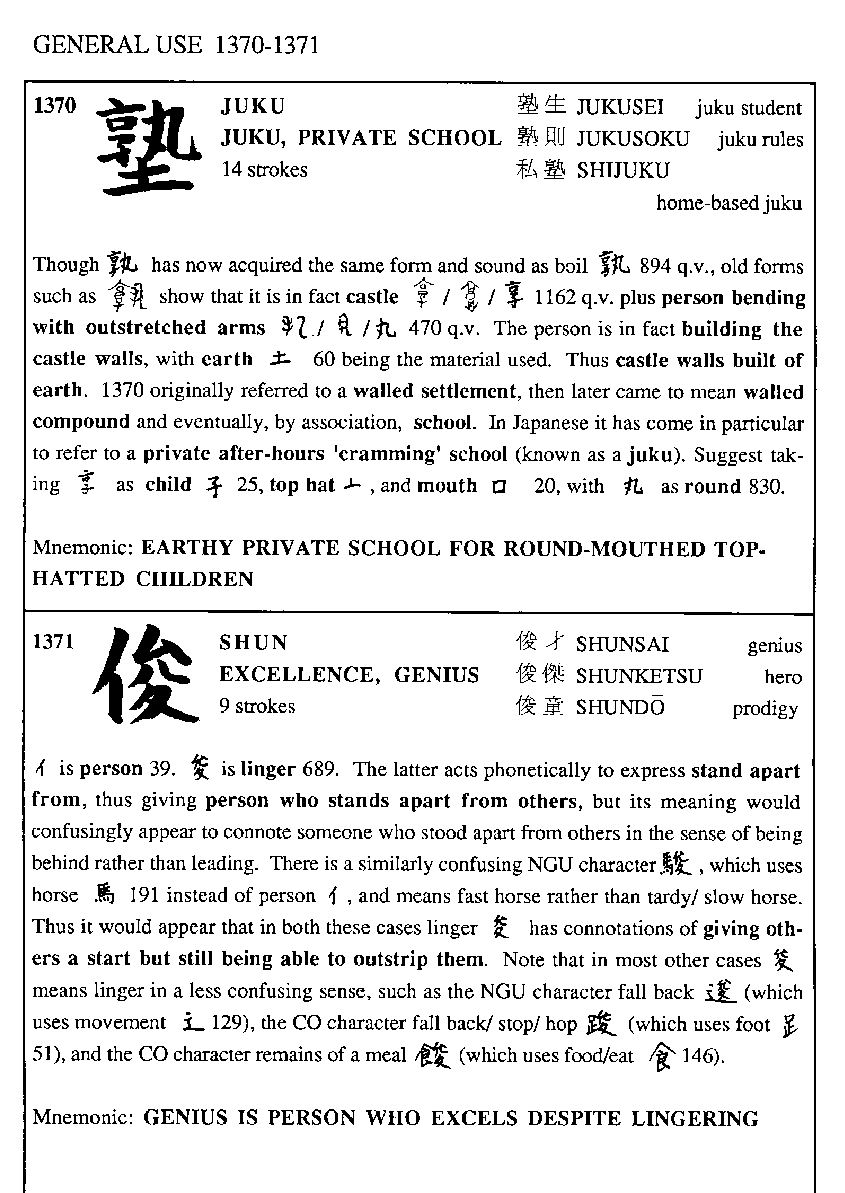 GENERAL USE 1370-1371
1370 塾 JUKU 塾生 JUKUSEI juku student
JUKU, PRIVATE SCHOOL 塾則 JUKUSOKU juku rules
14 strokes 私塾 SHIJUKU
home-based juku
Though 孰 has now acquired the same form and sound as boil 孰 894 q.v., old forms
such as show that it is in fact castle / / 享 1162 q.v. plus person bending
with outstretched arms / / 丸 470 q.v. The person is in fact building the
castle walls, with earth 土 60 being the material used. Thus castle walls built of
earth. 1370 originally referred to a walled settlement, then later came to mean walled
compound and eventually, by association, school. In Japanese it has come in particular
to refer to a private after-hours 'cramming' school (known as a juku). Suggest tak-
ing 享 as child 子 25, top hat 亠, and mouth 口 20, with 丸 as round 830.
Mnemonic: EARTHY PRIVATE SCHOOL FOR ROUND-MOUTHED TOP-
HATTED CHILDREN
1371 俊 SHUN 俊才 SHUNSAI genius
EXCELLENCE, GENIUS 俊傑 SHUNKETSU hero
9 strokes 俊童 SHUNDŌ prodigy
亻 is person 39. 夋 is linger 689. The latter acts phonetically to express stand apart
from, thus giving person who stands apart from others, but its meaning would
confusingly appear to connote someone who stood apart from others in the sense of being
behind rather than leading. There is a similarly confusing NGU character 駿, which uses
horse 馬 191 instead of person 亻, and means fast horse rather than tardy/ slow horse.
Thus it would appear that in both these cases linger 夋 has connotations of giving oth-
ers a start but still being able to outstrip them. Note that in most other cases 夋
means linger in a less confusing sense, such as the NGU character fall back 逡 (which
uses movement 辶 129), the CO character fall back/ stop/ hop 踆 (which uses foot 足
51), and the CO character remains of a meal 餕 (which uses food/eat 食 146).
Mnemonic: GENIUS IS PERSON WHO EXCELS DESPITE LINGERING